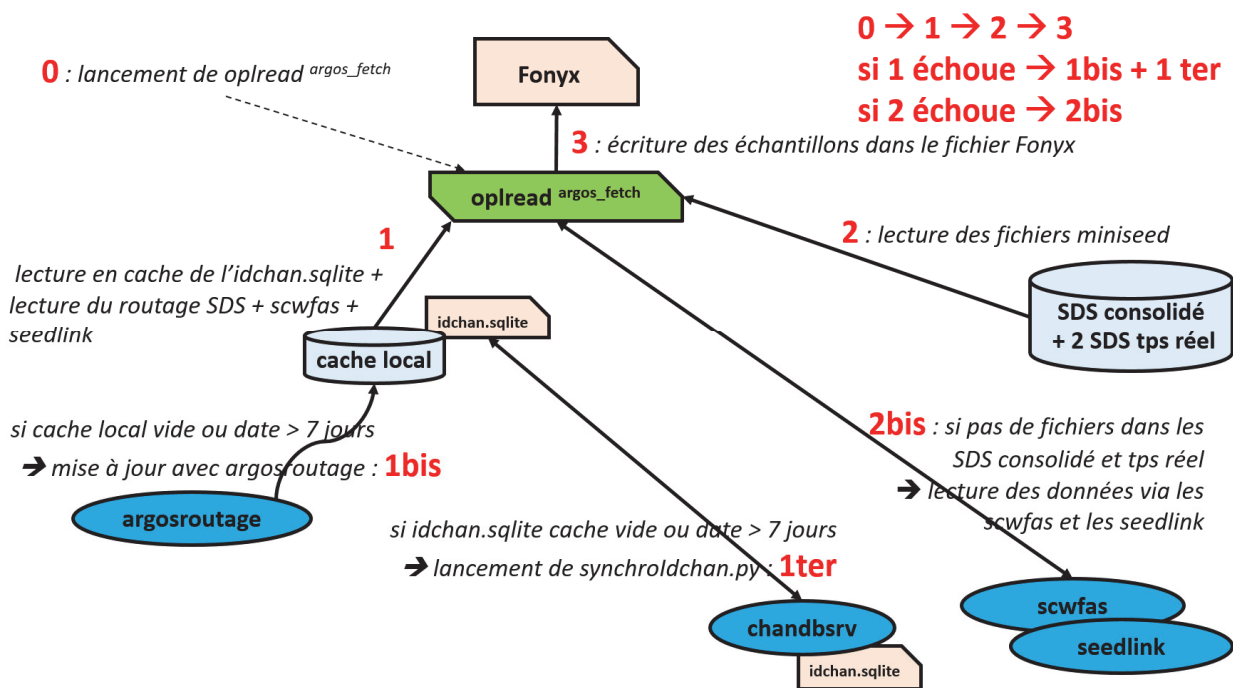 0 → 1 → 2 → 3
si 1 échoue → 1bis + 1 ter
si 2 échoue → 2bis
0 : lancement de oplread argos_fetch
Fonyx
3 : écriture des échantillons dans le fichier Fonyx
oplread argos_fetch
1
lecture en cache de l’idchan.sqlite +
lecture du routage SDS + scwfas +
seedlink
2 : lecture des fichiers miniseed
SDS consolidé
+ 2 SDS tps réel
idchan.sqlite
cache local
si cache local vide ou date > 7 jours
→ mise à jour avec argosroutage : 1bis
argosroutage
2bis : si pas de fichiers dans les
SDS consolidé et tps réel
→ lecture des données via les
scwfas et les seedlink
si idchan.sqlite cache vide ou date > 7 jours
→ lancement de synchroIdchan.py : 1ter
chandbsrv
idchan.sqlite
scwfas
seedlink